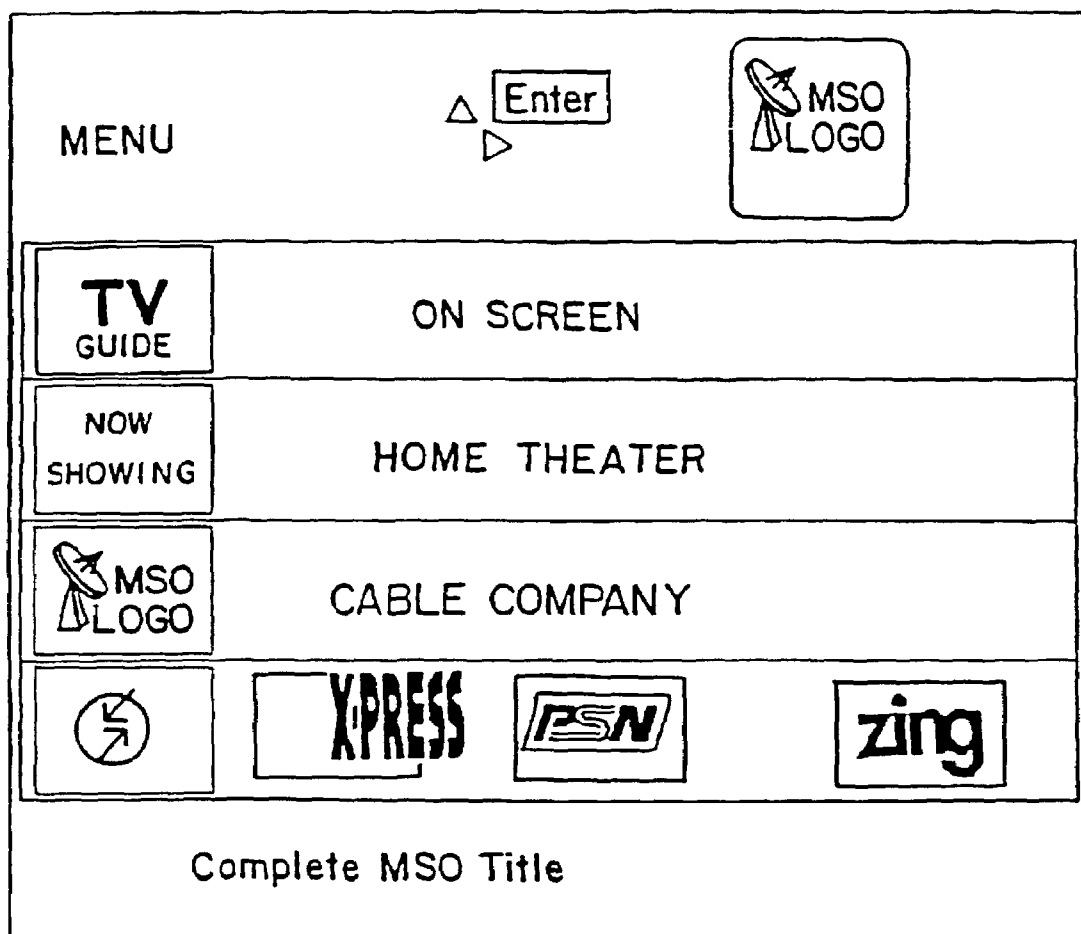 MENU
Enter
MSO
LOGO
TV
GUIDE
ON SCREEN
NOW
SHOWING
HOME THEATER
MSO
LOGO
CABLE COMPANY
X·PRESS
PSN
zing
Complete MSO Title